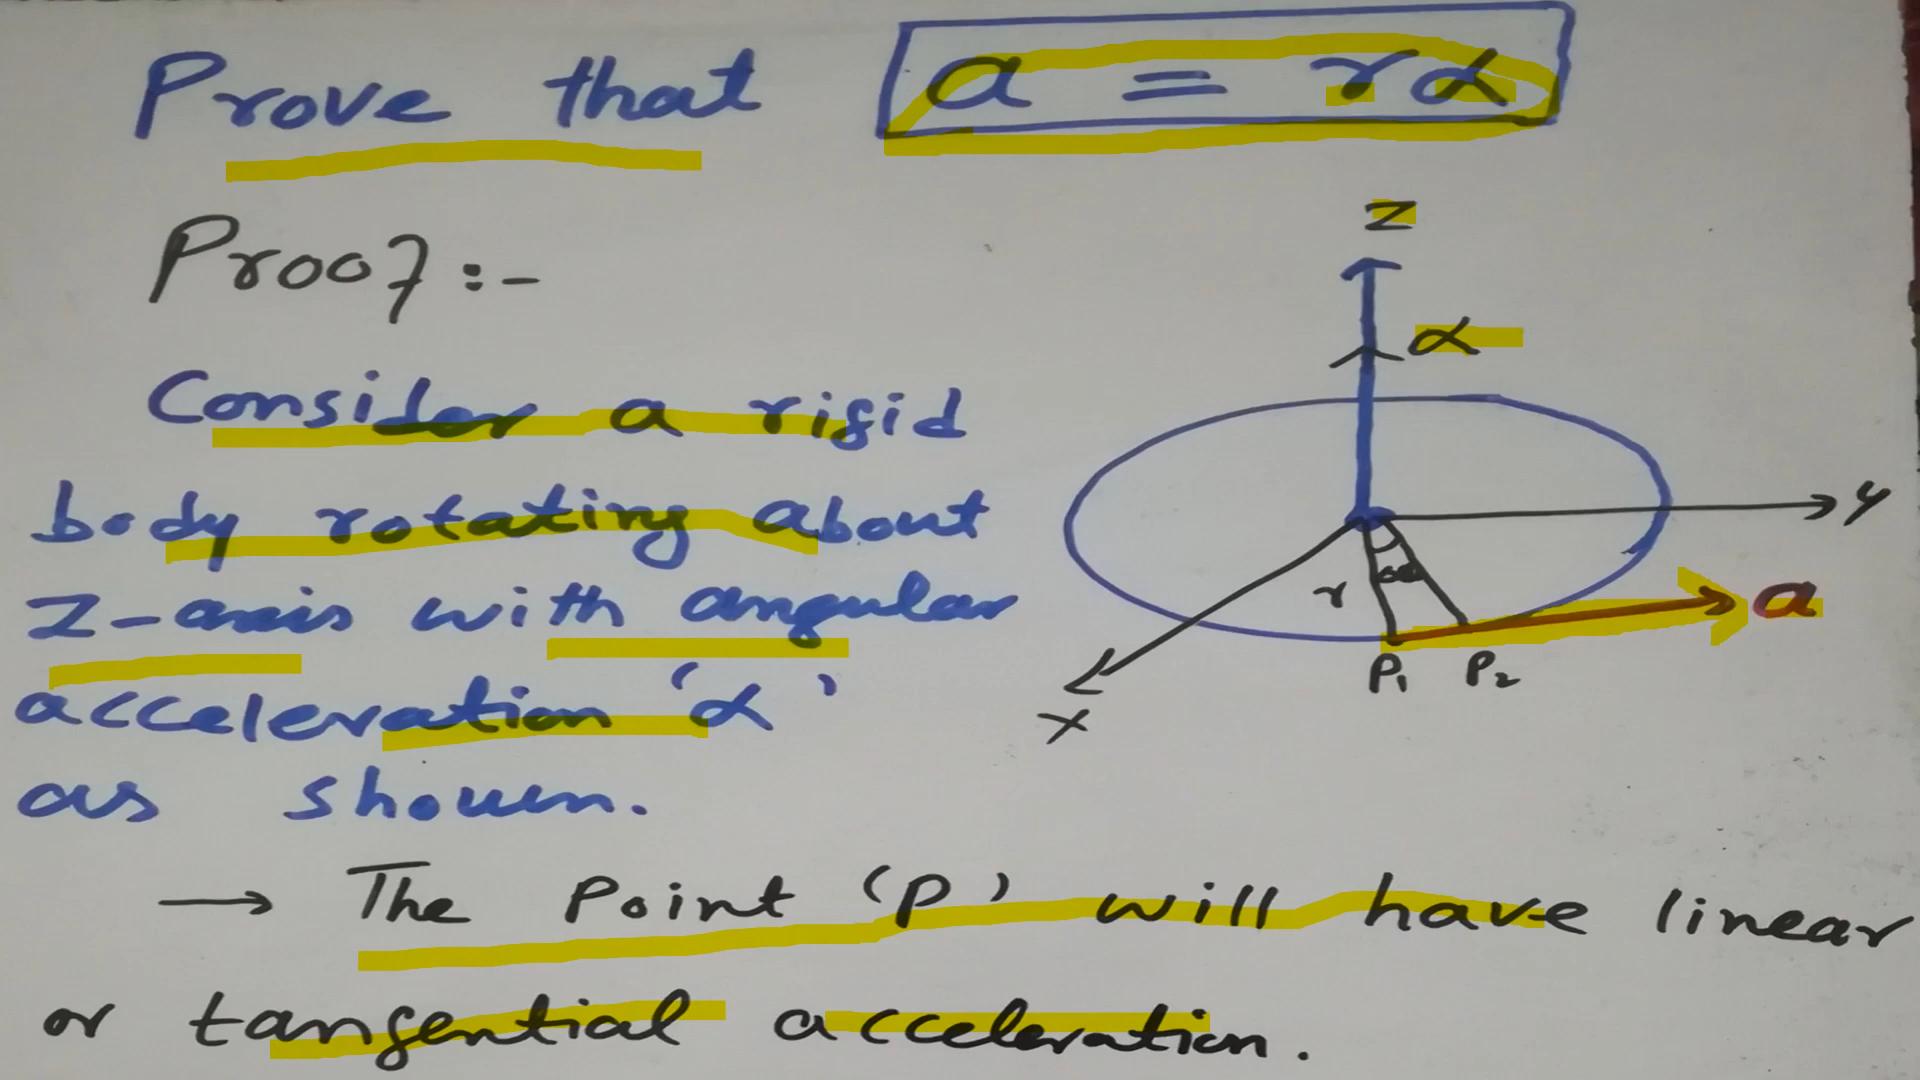 Prove that a = rα
Proof :-
Consider a rigid
body rotating about
Z-axis with angular
acceleration 'α'
as shown.
→ The Point 'P' will have linear
or tangential acceleration.
Z
α
y
r
a
P₁ P₂
X